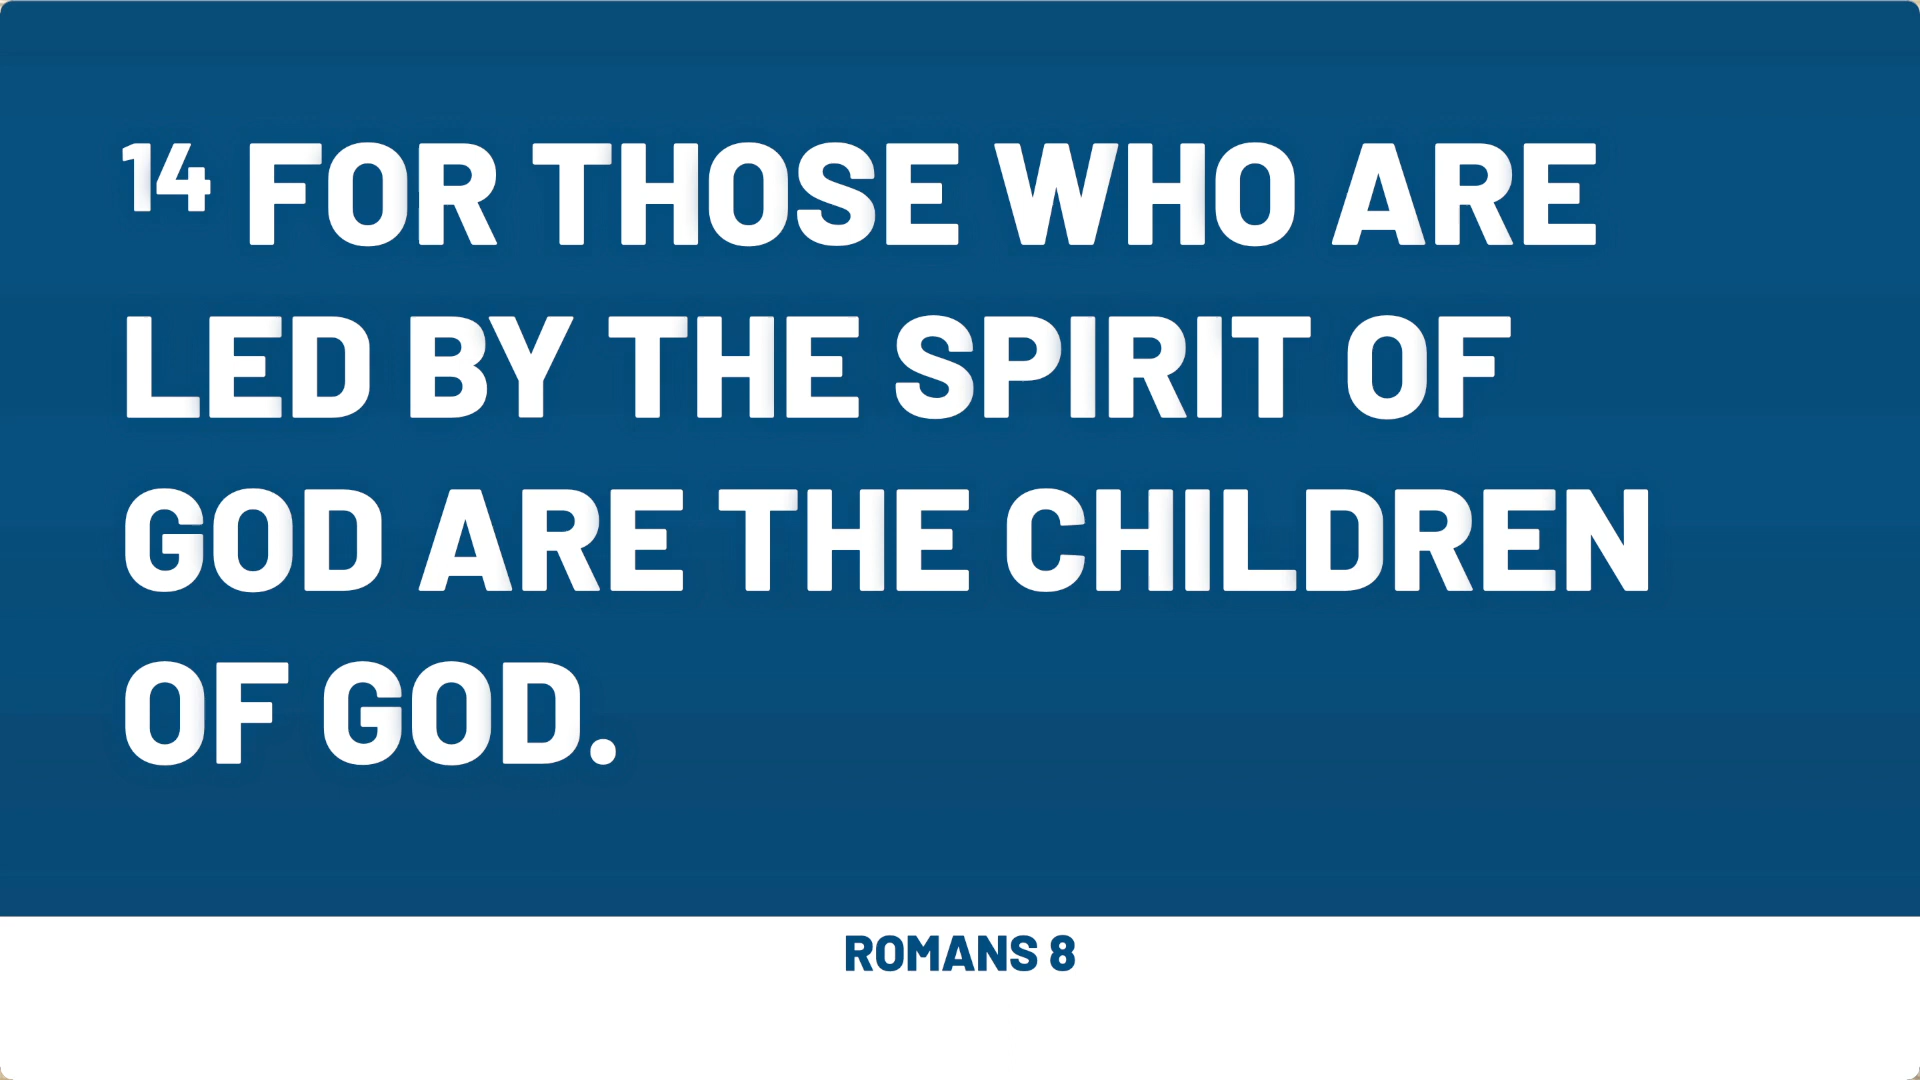 ¹⁴ FOR THOSE WHO ARE
LED BY THE SPIRIT OF
GOD ARE THE CHILDREN
OF GOD.
ROMANS 8